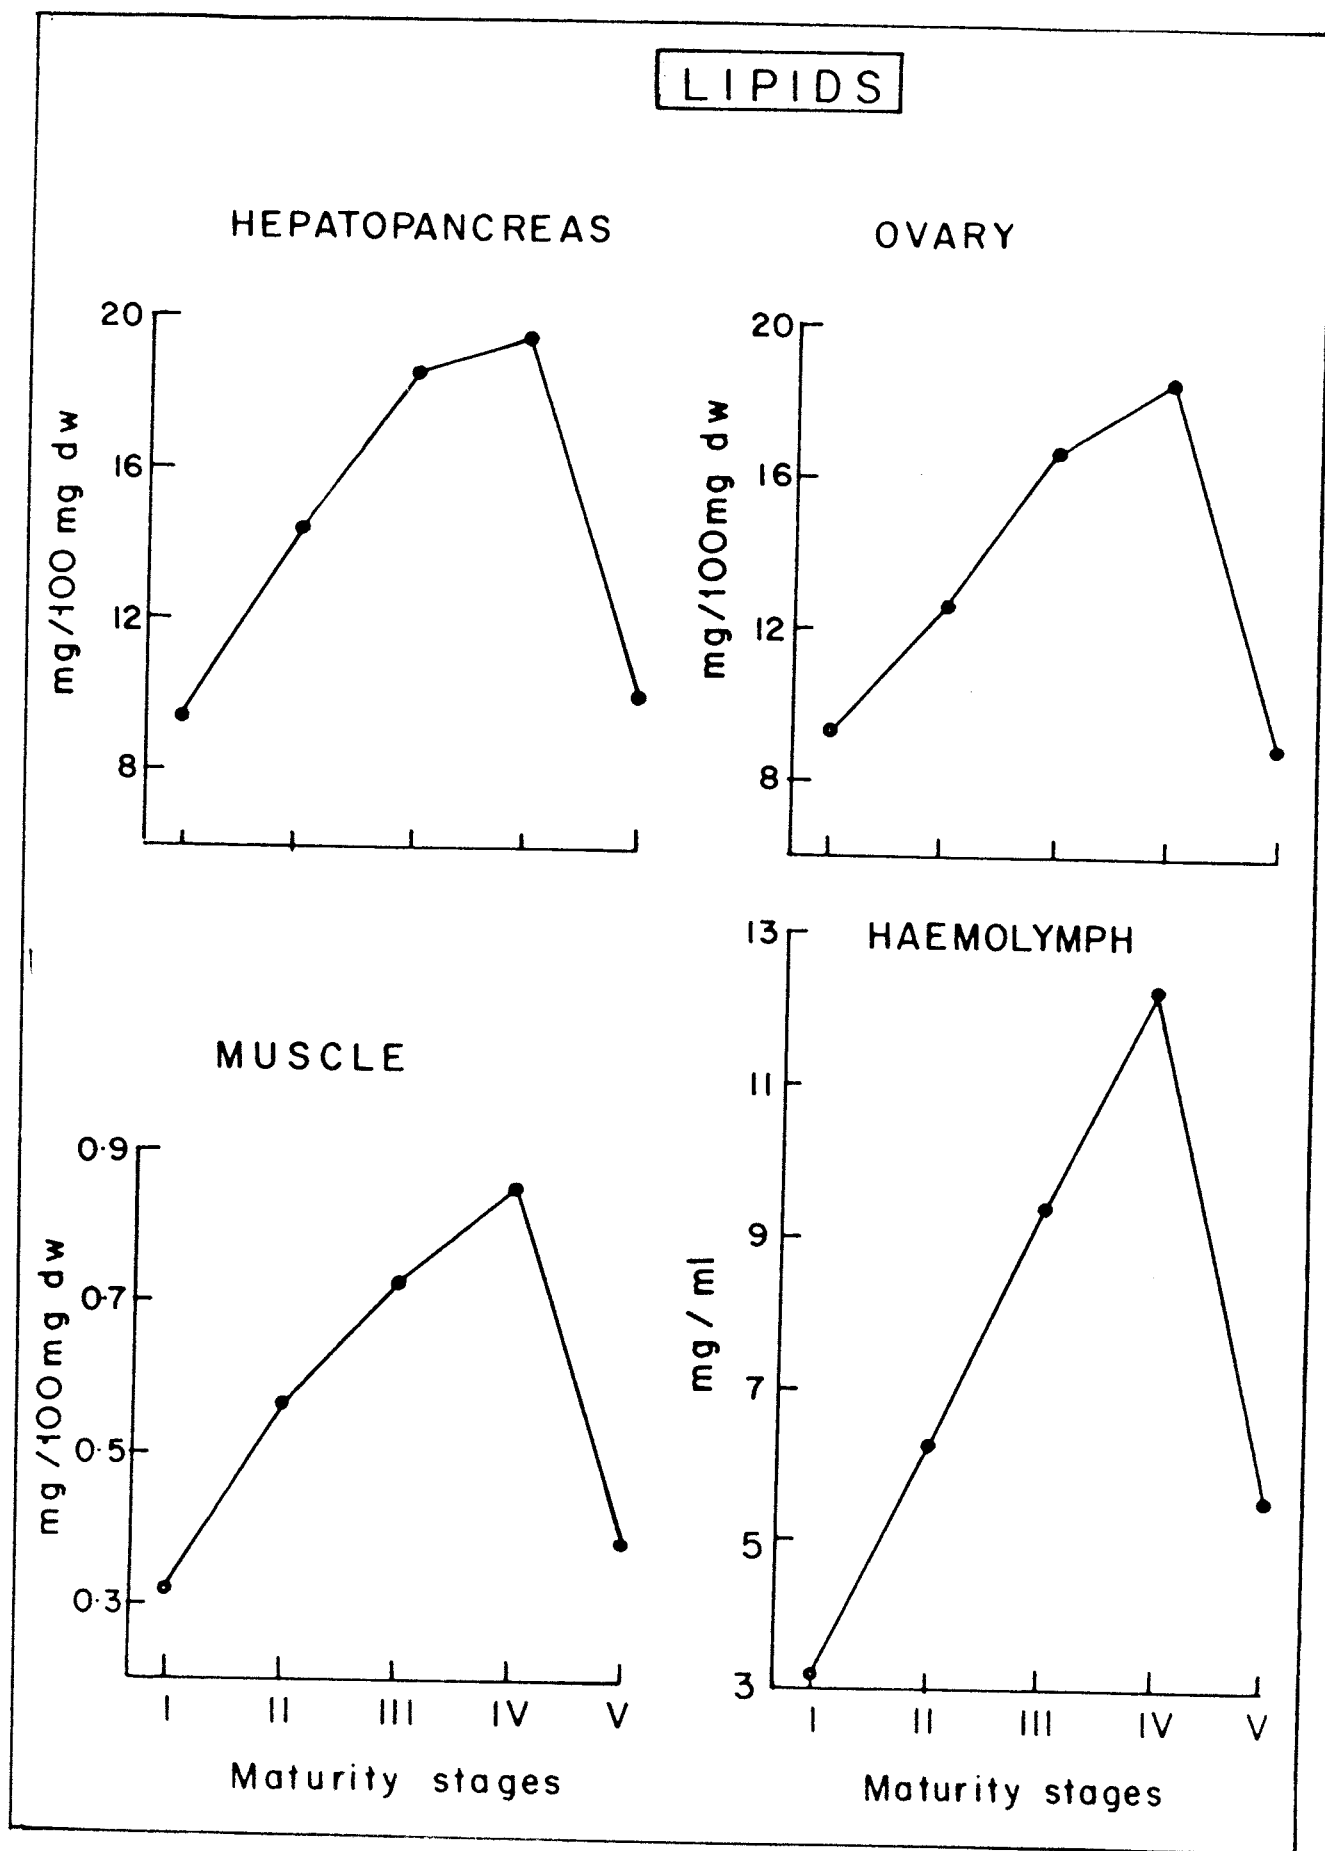 LIPIDS
HEPATOPANCREAS
20
16
12
8
mg/100 mg dw
OVARY
20
16
12
8
mg/100mg dw
MUSCLE
0·9
0·7
0·5
0·3
mg/100mg dw
I II III IV V
Maturity stages
HAEMOLYMPH
13
11
9
7
5
3
mg/ml
I II III IV V
Maturity stages